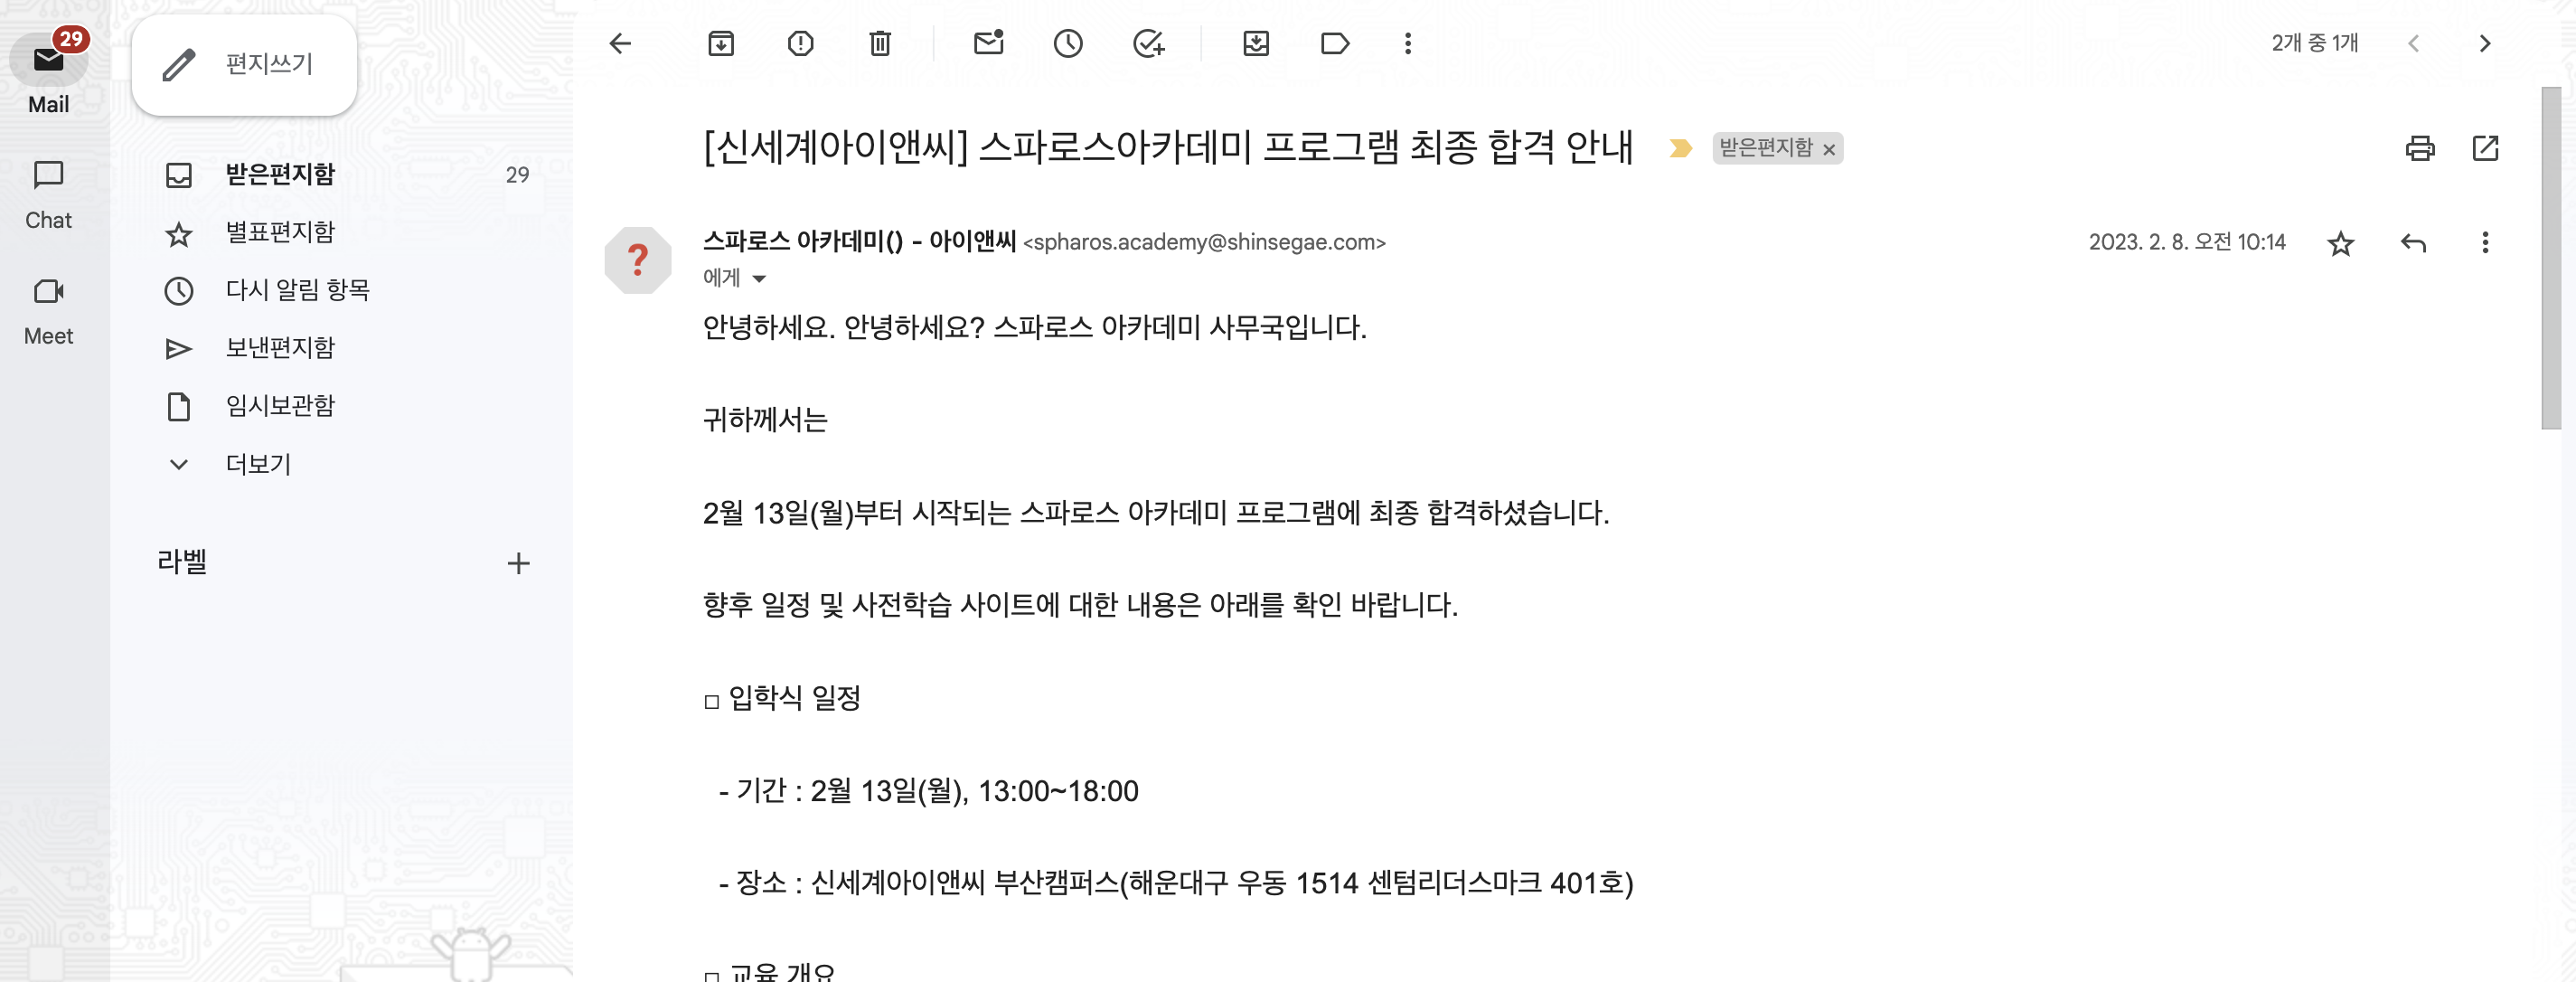 29
Mail
Chat
Meet
편지쓰기
받은편지함 29
별표편지함
다시 알림 항목
보낸편지함
임시보관함
더보기
라벨
2개 중 1개
[신세계아이앤씨] 스파로스아카데미 프로그램 최종 합격 안내
받은편지함 ×
스파로스 아카데미() - 아이앤씨 <spharos.academy@shinsegae.com>
2023. 2. 8. 오전 10:14
에게
안녕하세요. 안녕하세요? 스파로스 아카데미 사무국입니다.
귀하께서는
2월 13일(월)부터 시작되는 스파로스 아카데미 프로그램에 최종 합격하셨습니다.
향후 일정 및 사전학습 사이트에 대한 내용은 아래를 확인 바랍니다.
□ 입학식 일정
- 기간 : 2월 13일(월), 13:00~18:00
- 장소 : 신세계아이앤씨 부산캠퍼스(해운대구 우동 1514 센텀리더스마크 401호)
□ 교육 개요